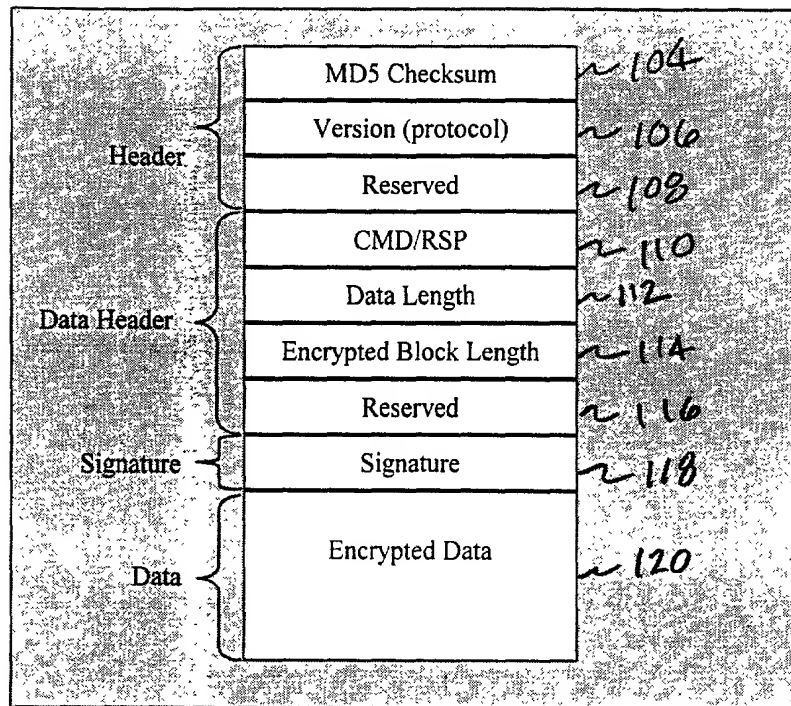 MD5 Checksum 104
Version (protocol) 106
Header
Reserved 108
CMD/RSP 110
Data Length 112
Data Header
Encrypted Block Length 114
Reserved 116
Signature Signature 118
Encrypted Data 120
Data